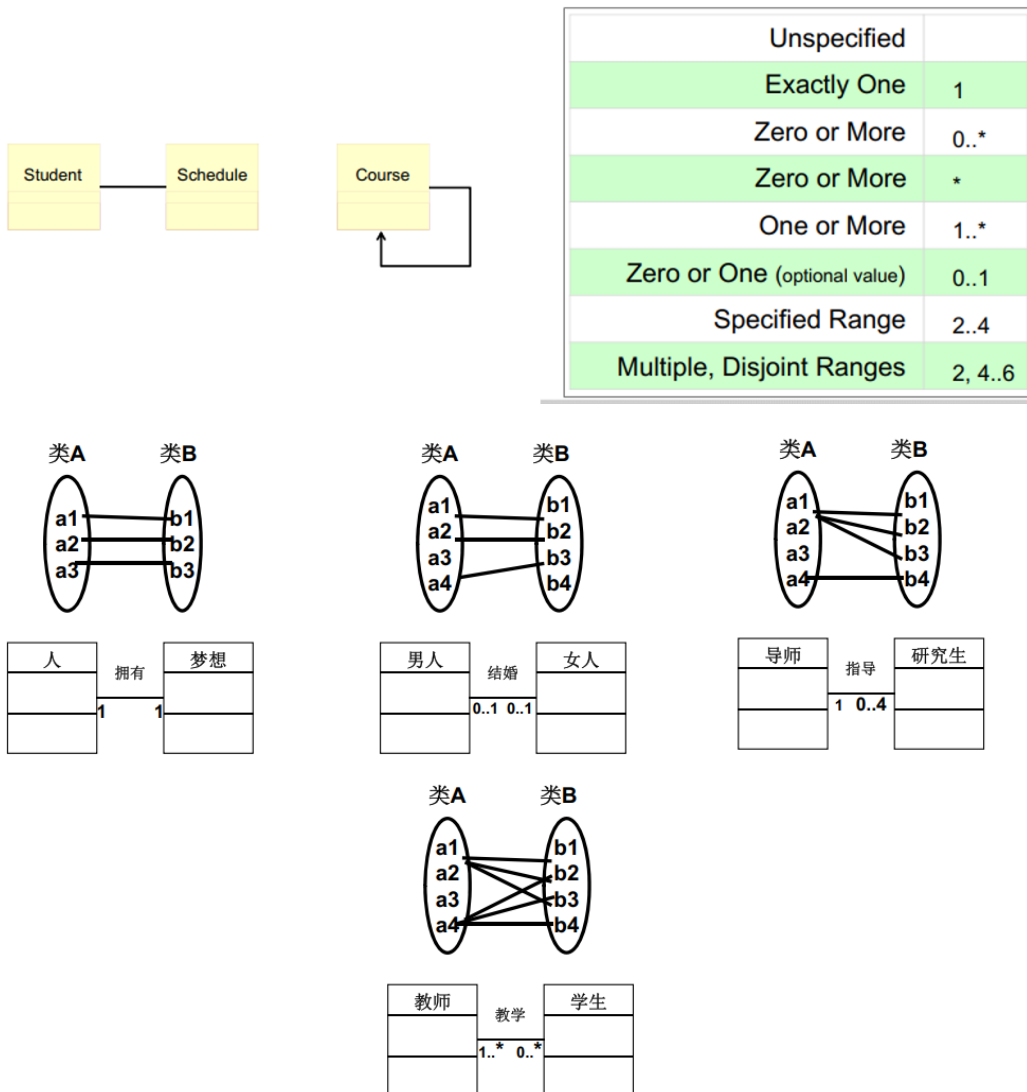 Student
Schedule
Course
Unspecified
Exactly One 1
Zero or More 0..*
Zero or More *
One or More 1..*
Zero or One (optional value) 0..1
Specified Range 2..4
Multiple, Disjoint Ranges 2, 4..6
类A 类B
a1 b1
a2 b2
a3 b3
人 拥有 梦想
1 1
类A 类B
a1 b1
a2 b2
a3 b3
a4 b4
男人 结婚 女人
0..1 0..1
类A 类B
a1 b1
a2 b2
a3 b3
a4 b4
导师 指导 研究生
1 0..4
类A 类B
a1 b1
a2 b2
a3 b3
a4 b4
教师 教学 学生
1..* 0..*